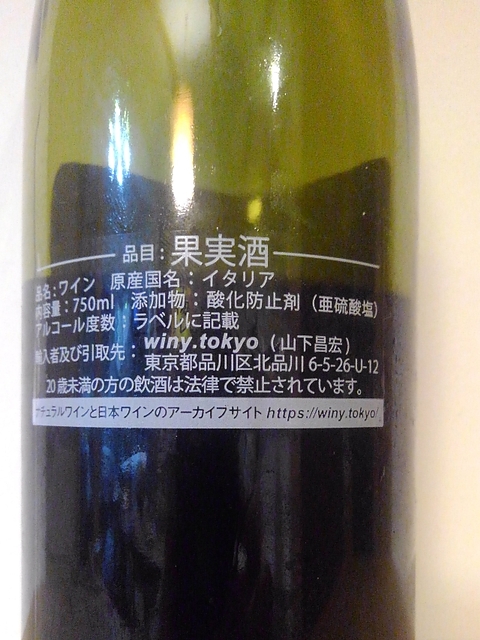 品目：果実酒
品名：ワイン 原産国名：イタリア
内容量：750ml 添加物：酸化防止剤（亜硫酸塩）
アルコール度数：ラベルに記載
輸入者及び引取先：winy.tokyo（山下昌宏）
東京都品川区北品川 6-5-26-U-12
20歳未満の方の飲酒は法律で禁止されています。
ナチュラルワインと日本ワインのアーカイブサイト https://winy.tokyo/